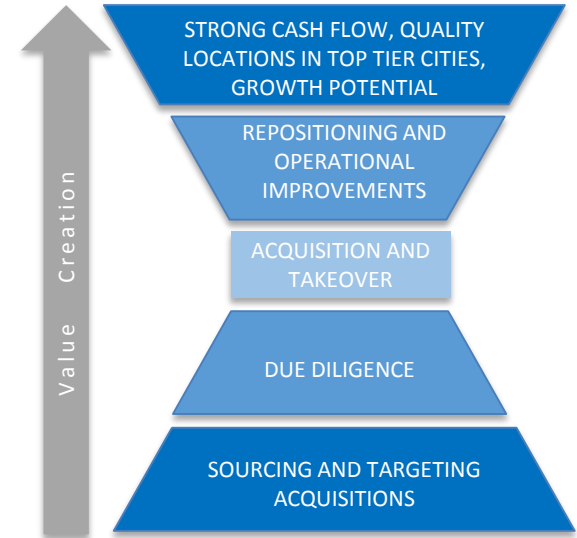 STRONG CASH FLOW, QUALITY
LOCATIONS IN TOP TIER CITIES,
GROWTH POTENTIAL
REPOSITIONING AND
OPERATIONAL
IMPROVEMENTS
ACQUISITION AND
TAKEOVER
DUE DILIGENCE
SOURCING AND TARGETING
ACQUISITIONS
Value Creation